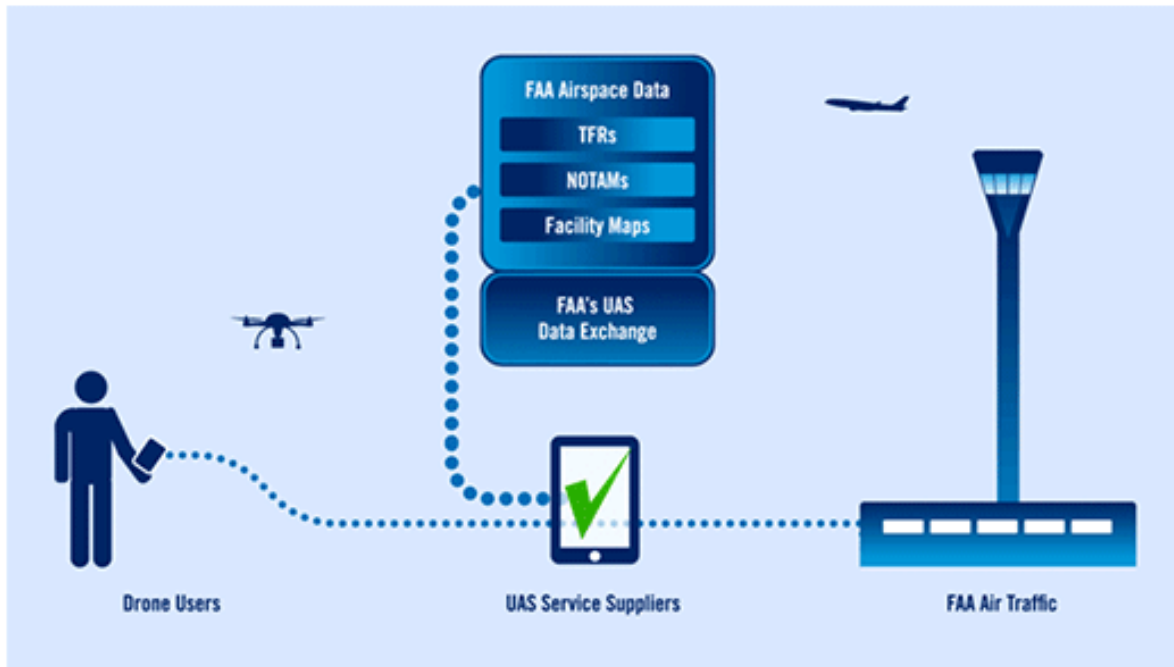 FAA Airspace Data
TFRs
NOTAMs
Facility Maps
FAA's UAS
Data Exchange
Drone Users
UAS Service Suppliers
FAA Air Traffic